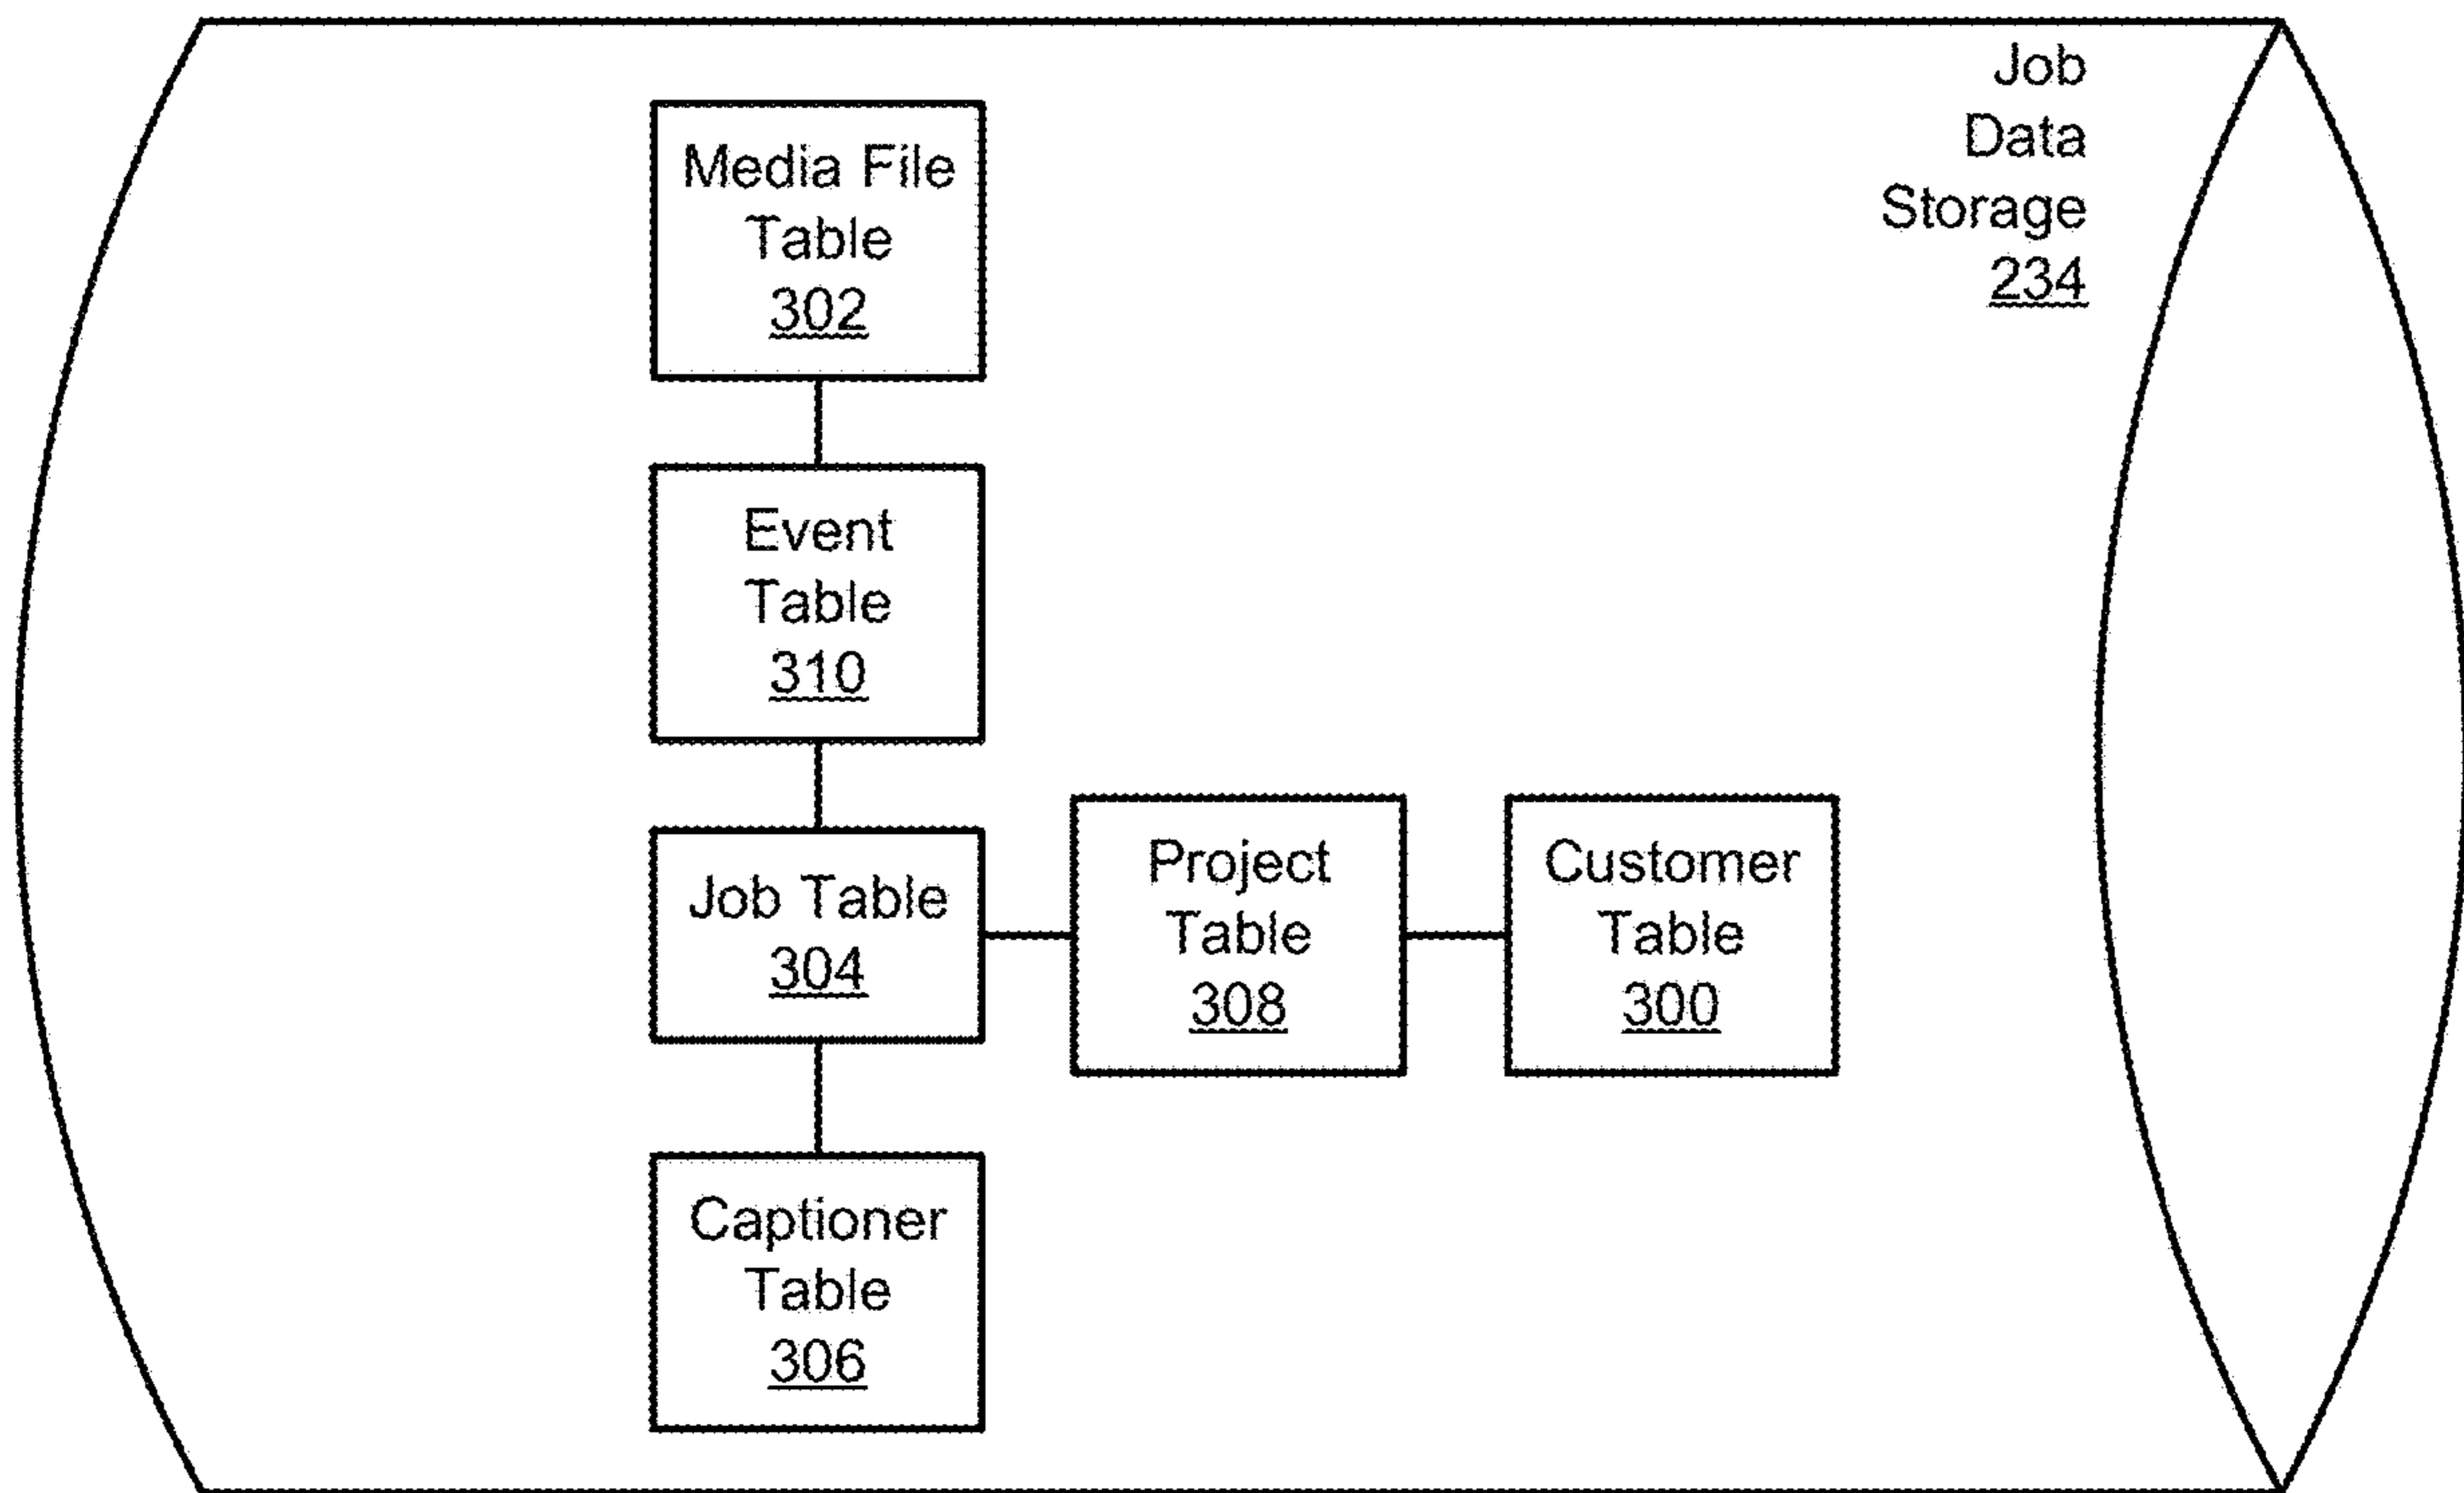 Job
Data
Storage
234
Media File
Table
302
Event
Table
310
Job Table
304
Project
Table
308
Customer
Table
300
Captioner
Table
306